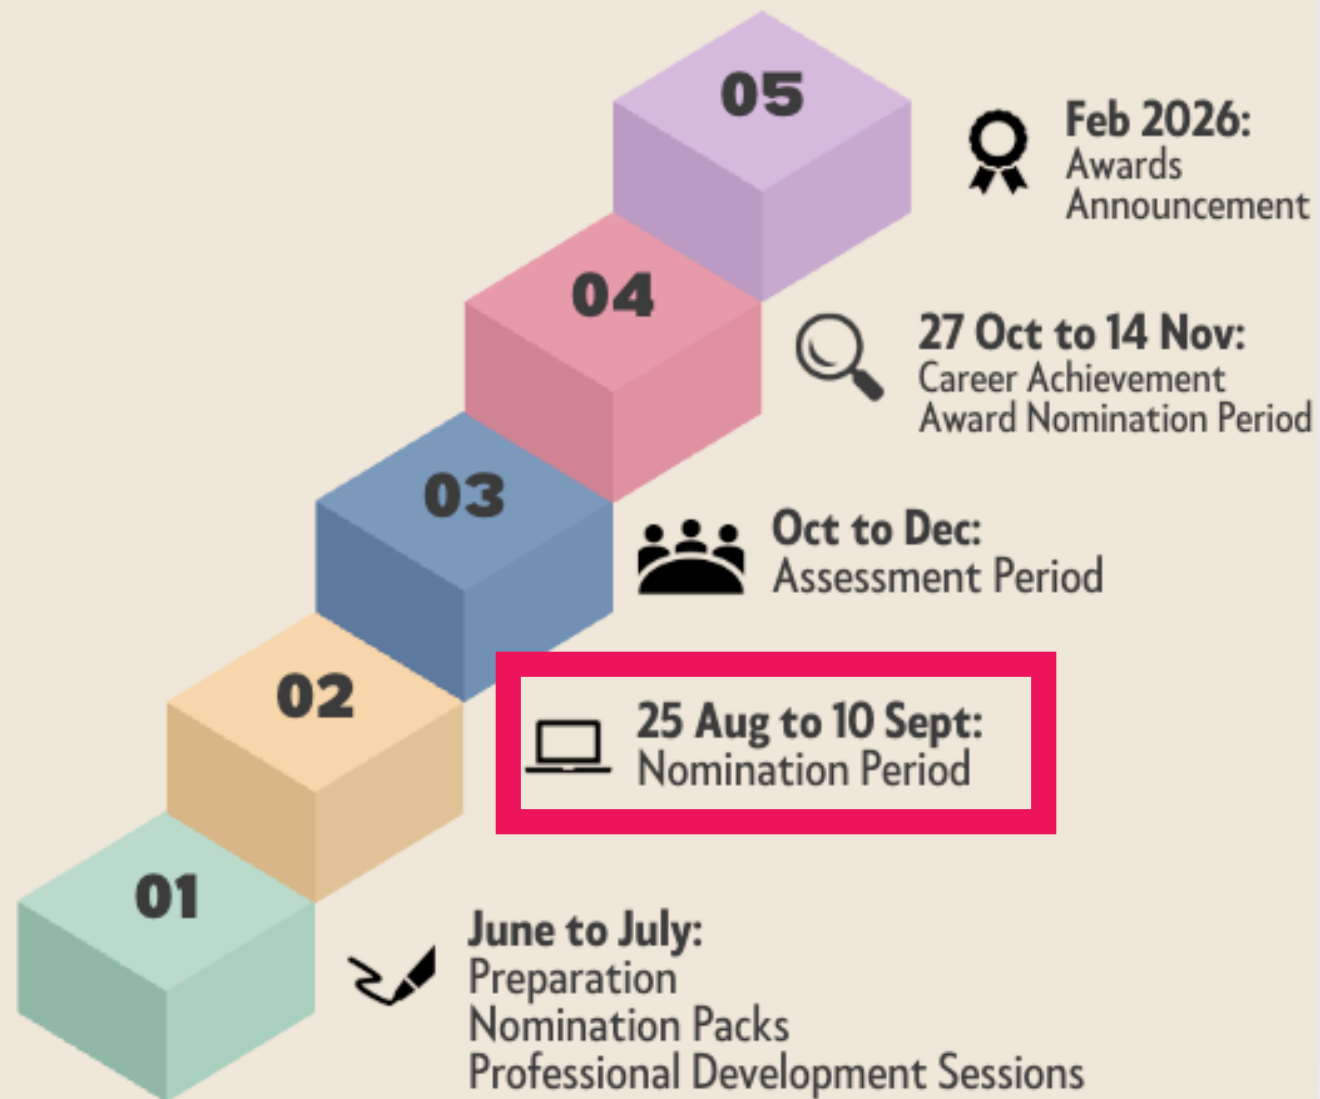 05
Feb 2026:
Awards
Announcement
04
27 Oct to 14 Nov:
Career Achievement
Award Nomination Period
03
Oct to Dec:
Assessment Period
02
25 Aug to 10 Sept:
Nomination Period
01
June to July:
Preparation
Nomination Packs
Professional Development Sessions